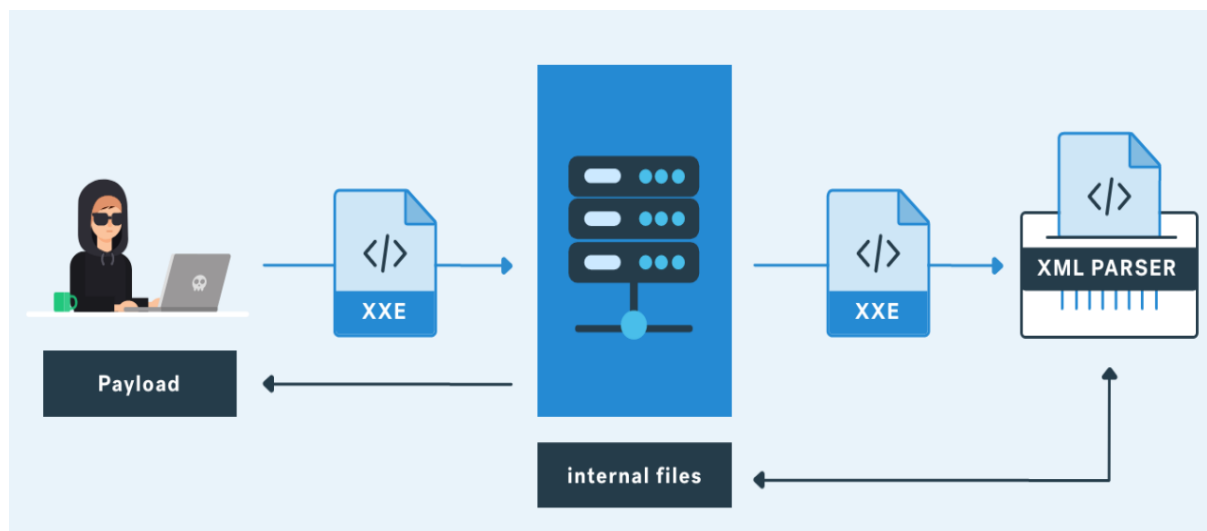 </>
XML PARSER
</>
XXE
</>
XXE
Payload
internal files